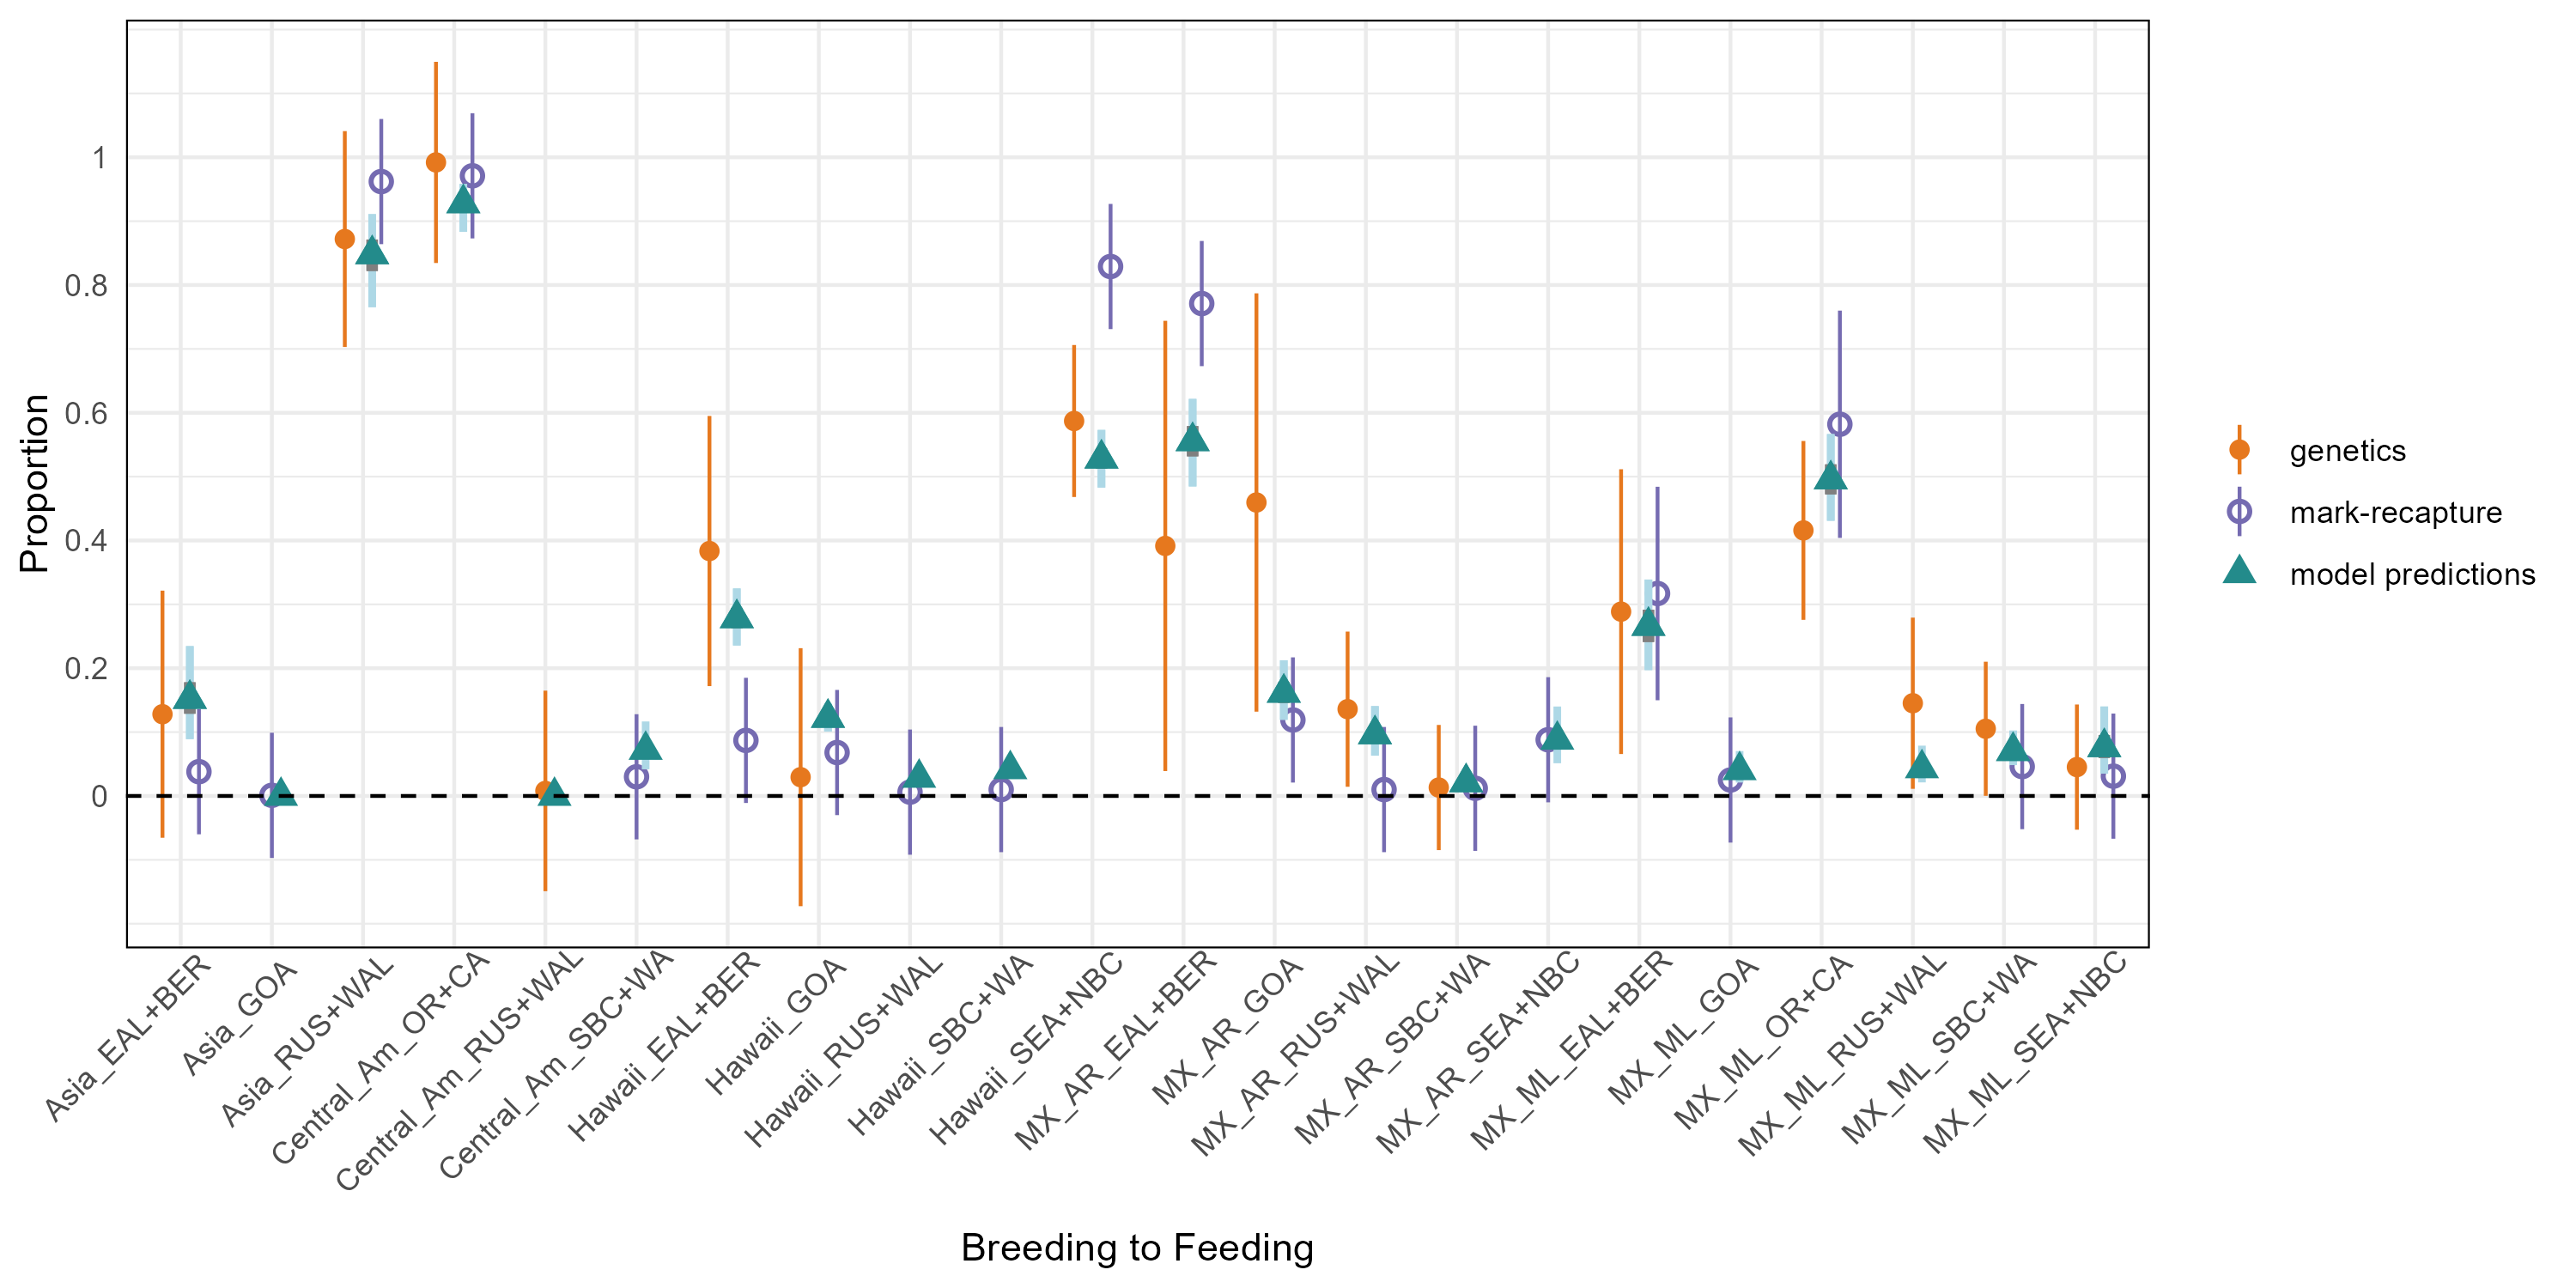 Proportion
1
0.8
0.6
0.4
0.2
0
Asia_EAL+BER
Asia_GOA
Asia_RUS+WAL
Central_Am_OR+CA
Central_Am_RUS+WAL
Central_Am_SBC+WA
Hawaii_EAL+BER
Hawaii_GOA
Hawaii_RUS+WAL
Hawaii_SBC+WA
Hawaii_SEA+NBC
MX_AR_EAL+BER
MX_AR_GOA
MX_AR_RUS+WAL
MX_AR_SBC+WA
MX_AR_SEA+NBC
MX_ML_EAL+BER
MX_ML_GOA
MX_ML_OR+CA
MX_ML_RUS+WAL
MX_ML_SBC+WA
MX_ML_SEA+NBC
Breeding to Feeding
genetics
mark-recapture
model predictions